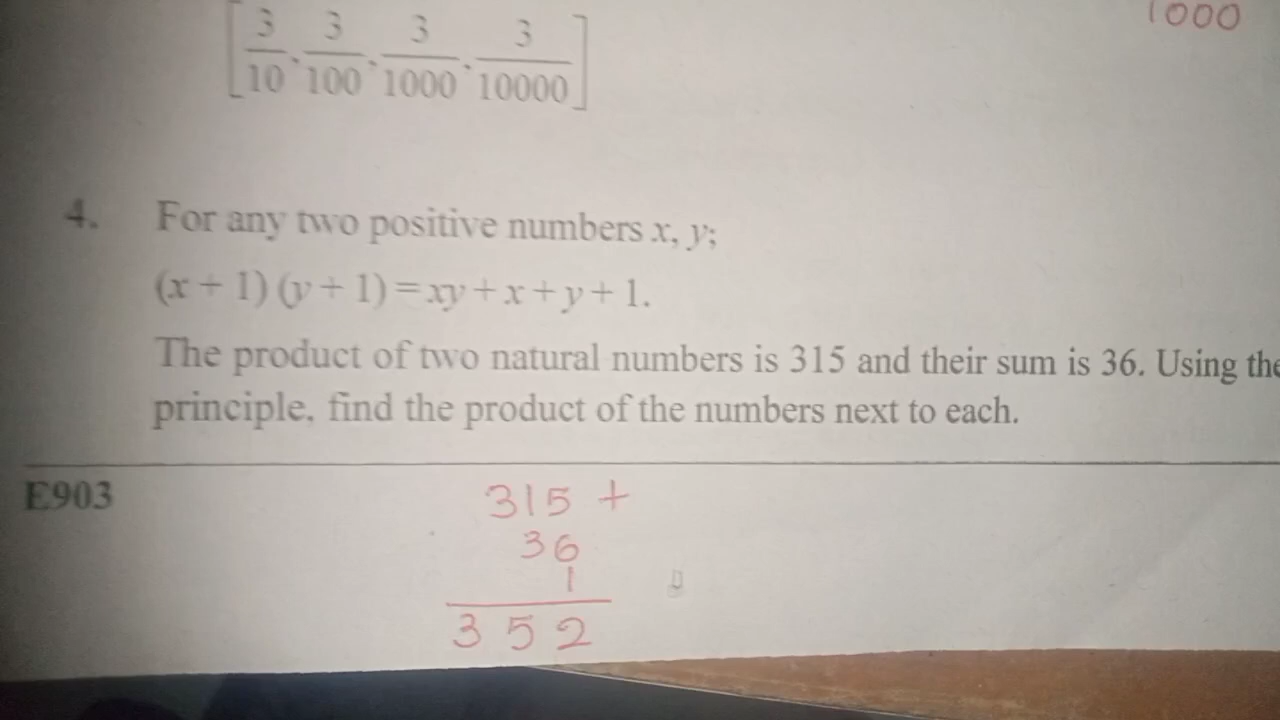 1000
[3/10, 3/100, 3/1000, 3/10000]
4. For any two positive numbers x, y;
(x + 1) (y + 1) = xy + x + y + 1.
The product of two natural numbers is 315 and their sum is 36. Using the
principle, find the product of the numbers next to each.
E903
315 +
36
1
352